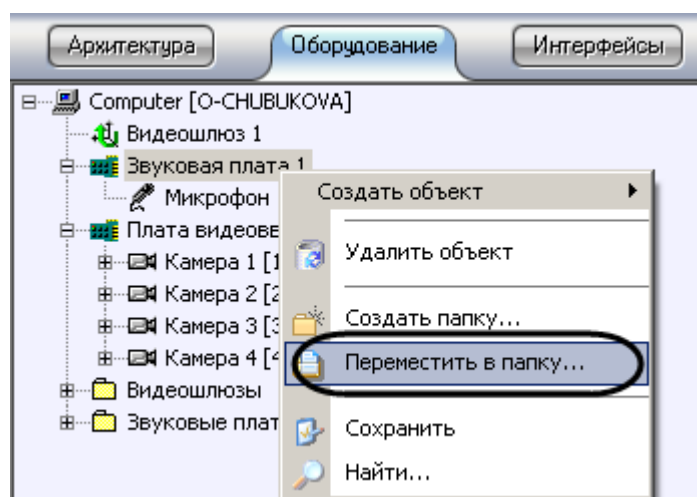 Архитектура
Оборудование
Интерфейсы
Computer [O-CHUBUKOVA]
Видеошлюз 1
Звуковая плата 1
Микрофон
Плата видеовв
Камера 1 [1
Камера 2 [2
Камера 3 [3
Камера 4 [4
Видеошлюзы
Звуковые плат
Создать объект
Удалить объект
Создать папку...
Переместить в папку...
Сохранить
Найти...